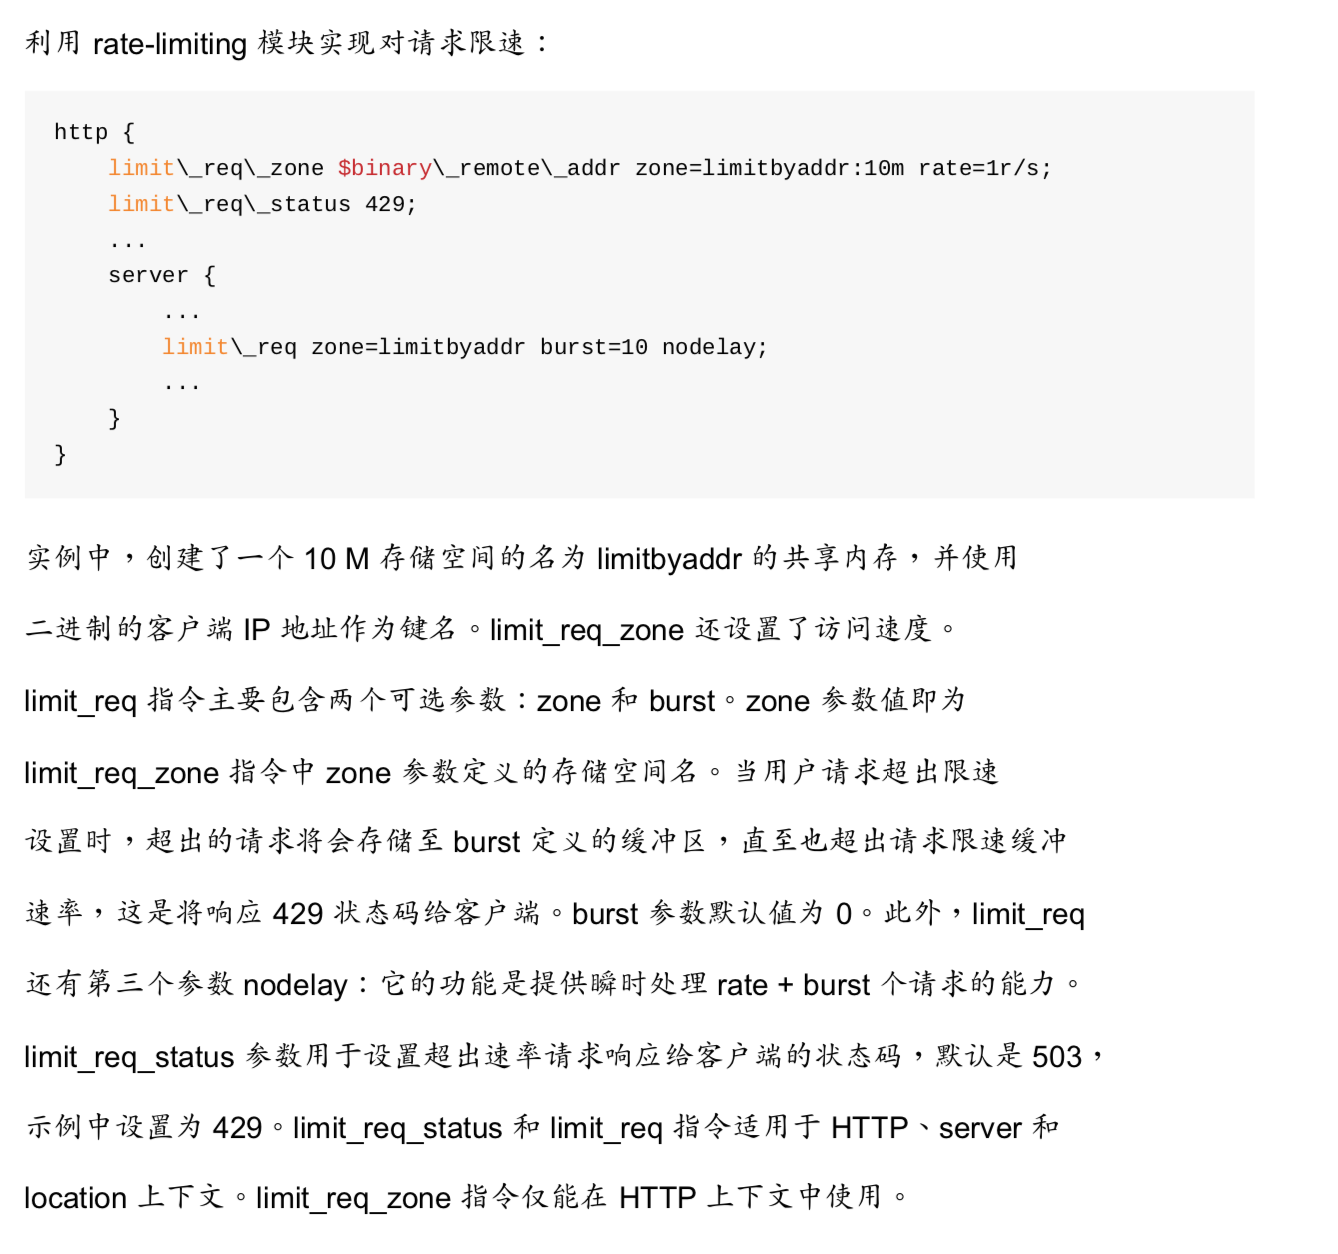 利用 rate-limiting 模块实现对请求限速：
http {
    limit\_req\_zone $binary\_remote\_addr zone=limitbyaddr:10m rate=1r/s;
    limit\_req\_status 429;
    ...
    server {
        ...
        limit\_req zone=limitbyaddr burst=10 nodelay;
        ...
    }
}
实例中，创建了一个 10 M 存储空间的名为 limitbyaddr 的共享内存，并使用
二进制的客户端 IP 地址作为键名。limit_req_zone 还设置了访问速度。
limit_req 指令主要包含两个可选参数：zone 和 burst。zone 参数值即为
limit_req_zone 指令中 zone 参数定义的存储空间名。当用户请求超出限速
设置时，超出的请求将会存储至 burst 定义的缓冲区，直至也超出请求限速缓冲
速率，这是将响应 429 状态码给客户端。burst 参数默认值为 0。此外，limit_req
还有第三个参数 nodelay：它的功能是提供瞬时处理 rate + burst 个请求的能力。
limit_req_status 参数用于设置超出速率请求响应给客户端的状态码，默认是 503，
示例中设置为 429。limit_req_status 和 limit_req 指令适用于 HTTP、server 和
location 上下文。limit_req_zone 指令仅能在 HTTP 上下文中使用。